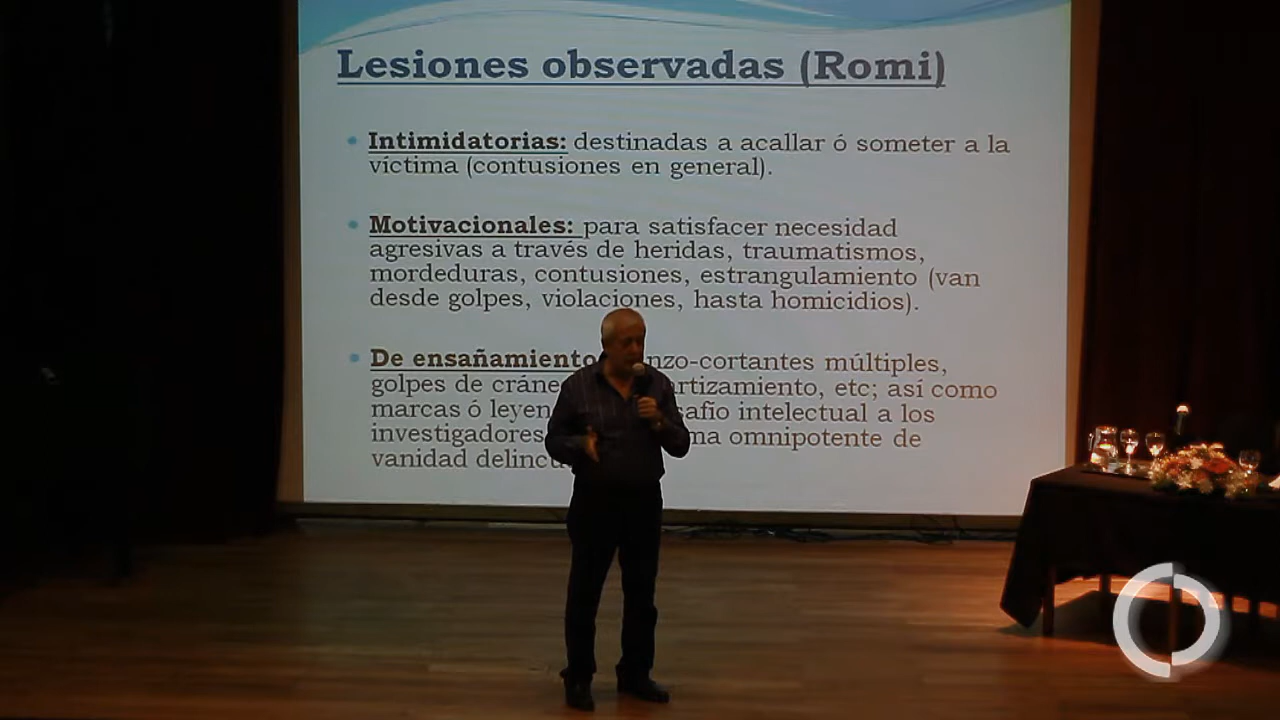 Lesiones observadas (Romi)
Intimidatorias: destinadas a acallar ó someter a la
víctima (contusiones en general).
Motivacionales: para satisfacer necesidad
agresivas a través de heridas, traumatismos,
mordeduras, contusiones, estrangulamiento (van
desde golpes, violaciones, hasta homicidios).
De ensañamiento nzo-cortantes múltiples,
golpes de cráne artizamiento, etc; así como
marcas ó leyen safío intelectual a los
investigadores ma omnipotente de
vanidad delincu